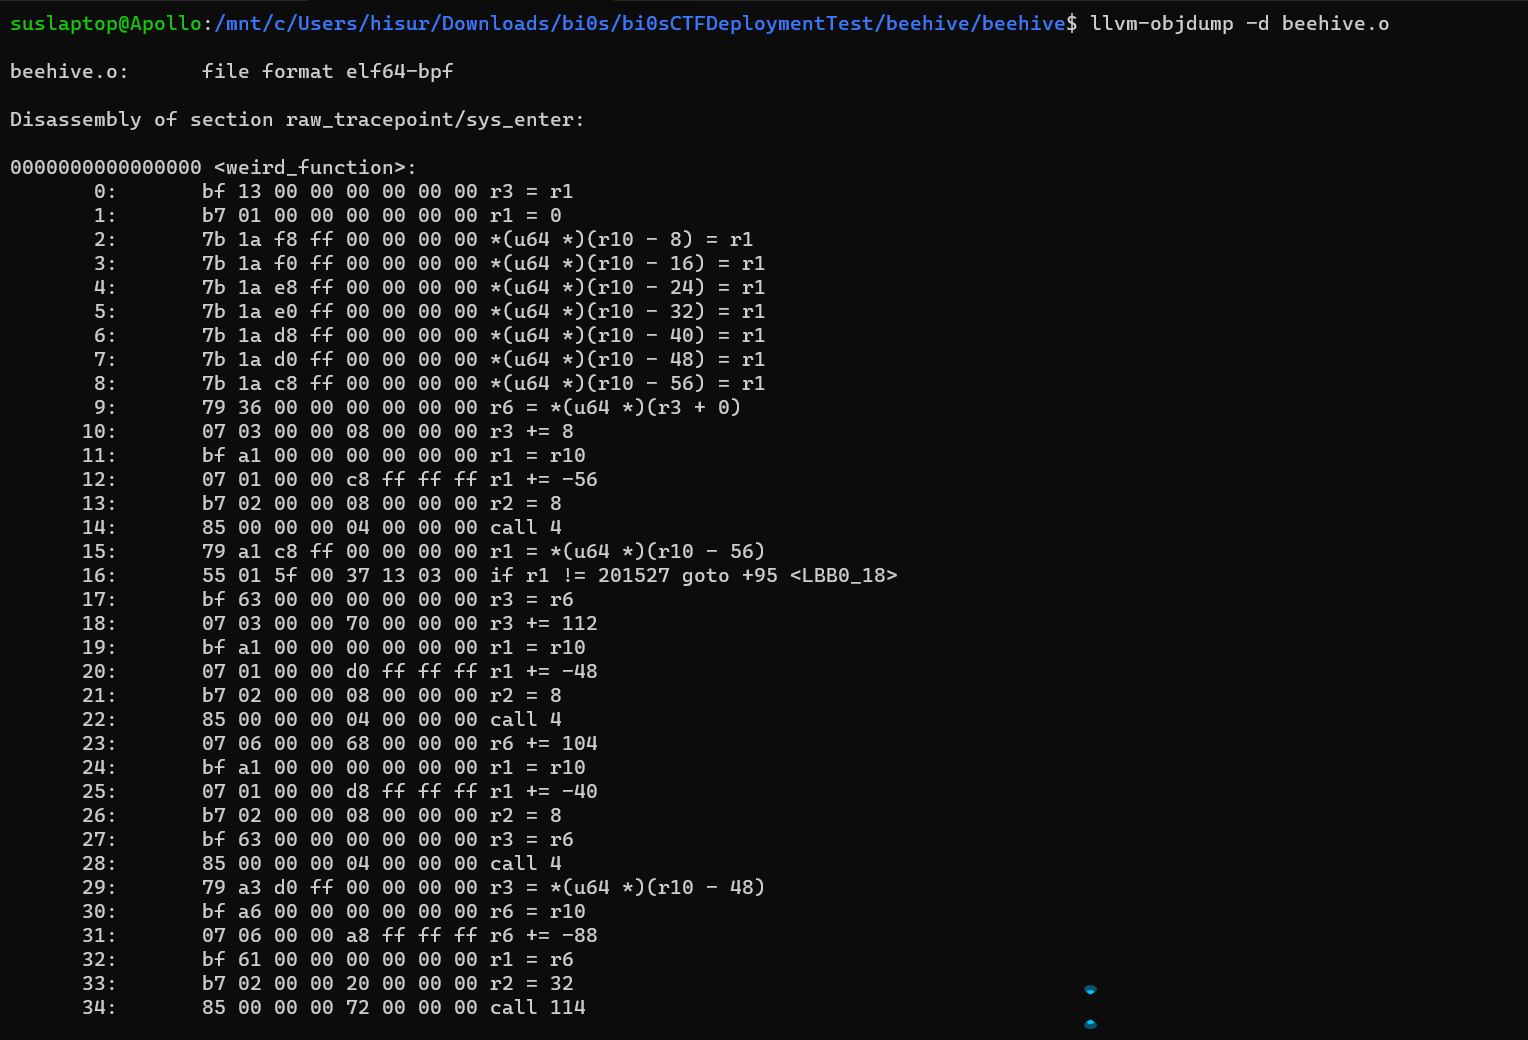 suslaptop@Apollo:/mnt/c/Users/hisur/Downloads/bi0s/bi0sCTFDeploymentTest/beehive/beehive$ llvm-objdump -d beehive.o
beehive.o:      file format elf64-bpf
Disassembly of section raw_tracepoint/sys_enter:
0000000000000000 <weird_function>:
0:       bf 13 00 00 00 00 00 00 r3 = r1
1:       b7 01 00 00 00 00 00 00 r1 = 0
2:       7b 1a f8 ff 00 00 00 00 *(u64 *)(r10 - 8) = r1
3:       7b 1a f0 ff 00 00 00 00 *(u64 *)(r10 - 16) = r1
4:       7b 1a e8 ff 00 00 00 00 *(u64 *)(r10 - 24) = r1
5:       7b 1a e0 ff 00 00 00 00 *(u64 *)(r10 - 32) = r1
6:       7b 1a d8 ff 00 00 00 00 *(u64 *)(r10 - 40) = r1
7:       7b 1a d0 ff 00 00 00 00 *(u64 *)(r10 - 48) = r1
8:       7b 1a c8 ff 00 00 00 00 *(u64 *)(r10 - 56) = r1
9:       79 36 00 00 00 00 00 00 r6 = *(u64 *)(r3 + 0)
10:       07 03 00 00 08 00 00 00 r3 += 8
11:       bf a1 00 00 00 00 00 00 r1 = r10
12:       07 01 00 00 c8 ff ff ff r1 += -56
13:       b7 02 00 00 08 00 00 00 r2 = 8
14:       85 00 00 00 04 00 00 00 call 4
15:       79 a1 c8 ff 00 00 00 00 r1 = *(u64 *)(r10 - 56)
16:       55 01 5f 00 37 13 03 00 if r1 != 201527 goto +95 <LBB0_18>
17:       bf 63 00 00 00 00 00 00 r3 = r6
18:       07 03 00 00 70 00 00 00 r3 += 112
19:       bf a1 00 00 00 00 00 00 r1 = r10
20:       07 01 00 00 d0 ff ff ff r1 += -48
21:       b7 02 00 00 08 00 00 00 r2 = 8
22:       85 00 00 00 04 00 00 00 call 4
23:       07 06 00 00 68 00 00 00 r6 += 104
24:       bf a1 00 00 00 00 00 00 r1 = r10
25:       07 01 00 00 d8 ff ff ff r1 += -40
26:       b7 02 00 00 08 00 00 00 r2 = 8
27:       bf 63 00 00 00 00 00 00 r3 = r6
28:       85 00 00 00 04 00 00 00 call 4
29:       79 a3 d0 ff 00 00 00 00 r3 = *(u64 *)(r10 - 48)
30:       bf a6 00 00 00 00 00 00 r6 = r10
31:       07 06 00 00 a8 ff ff ff r6 += -88
32:       bf 61 00 00 00 00 00 00 r1 = r6
33:       b7 02 00 00 20 00 00 00 r2 = 32
34:       85 00 00 00 72 00 00 00 call 114